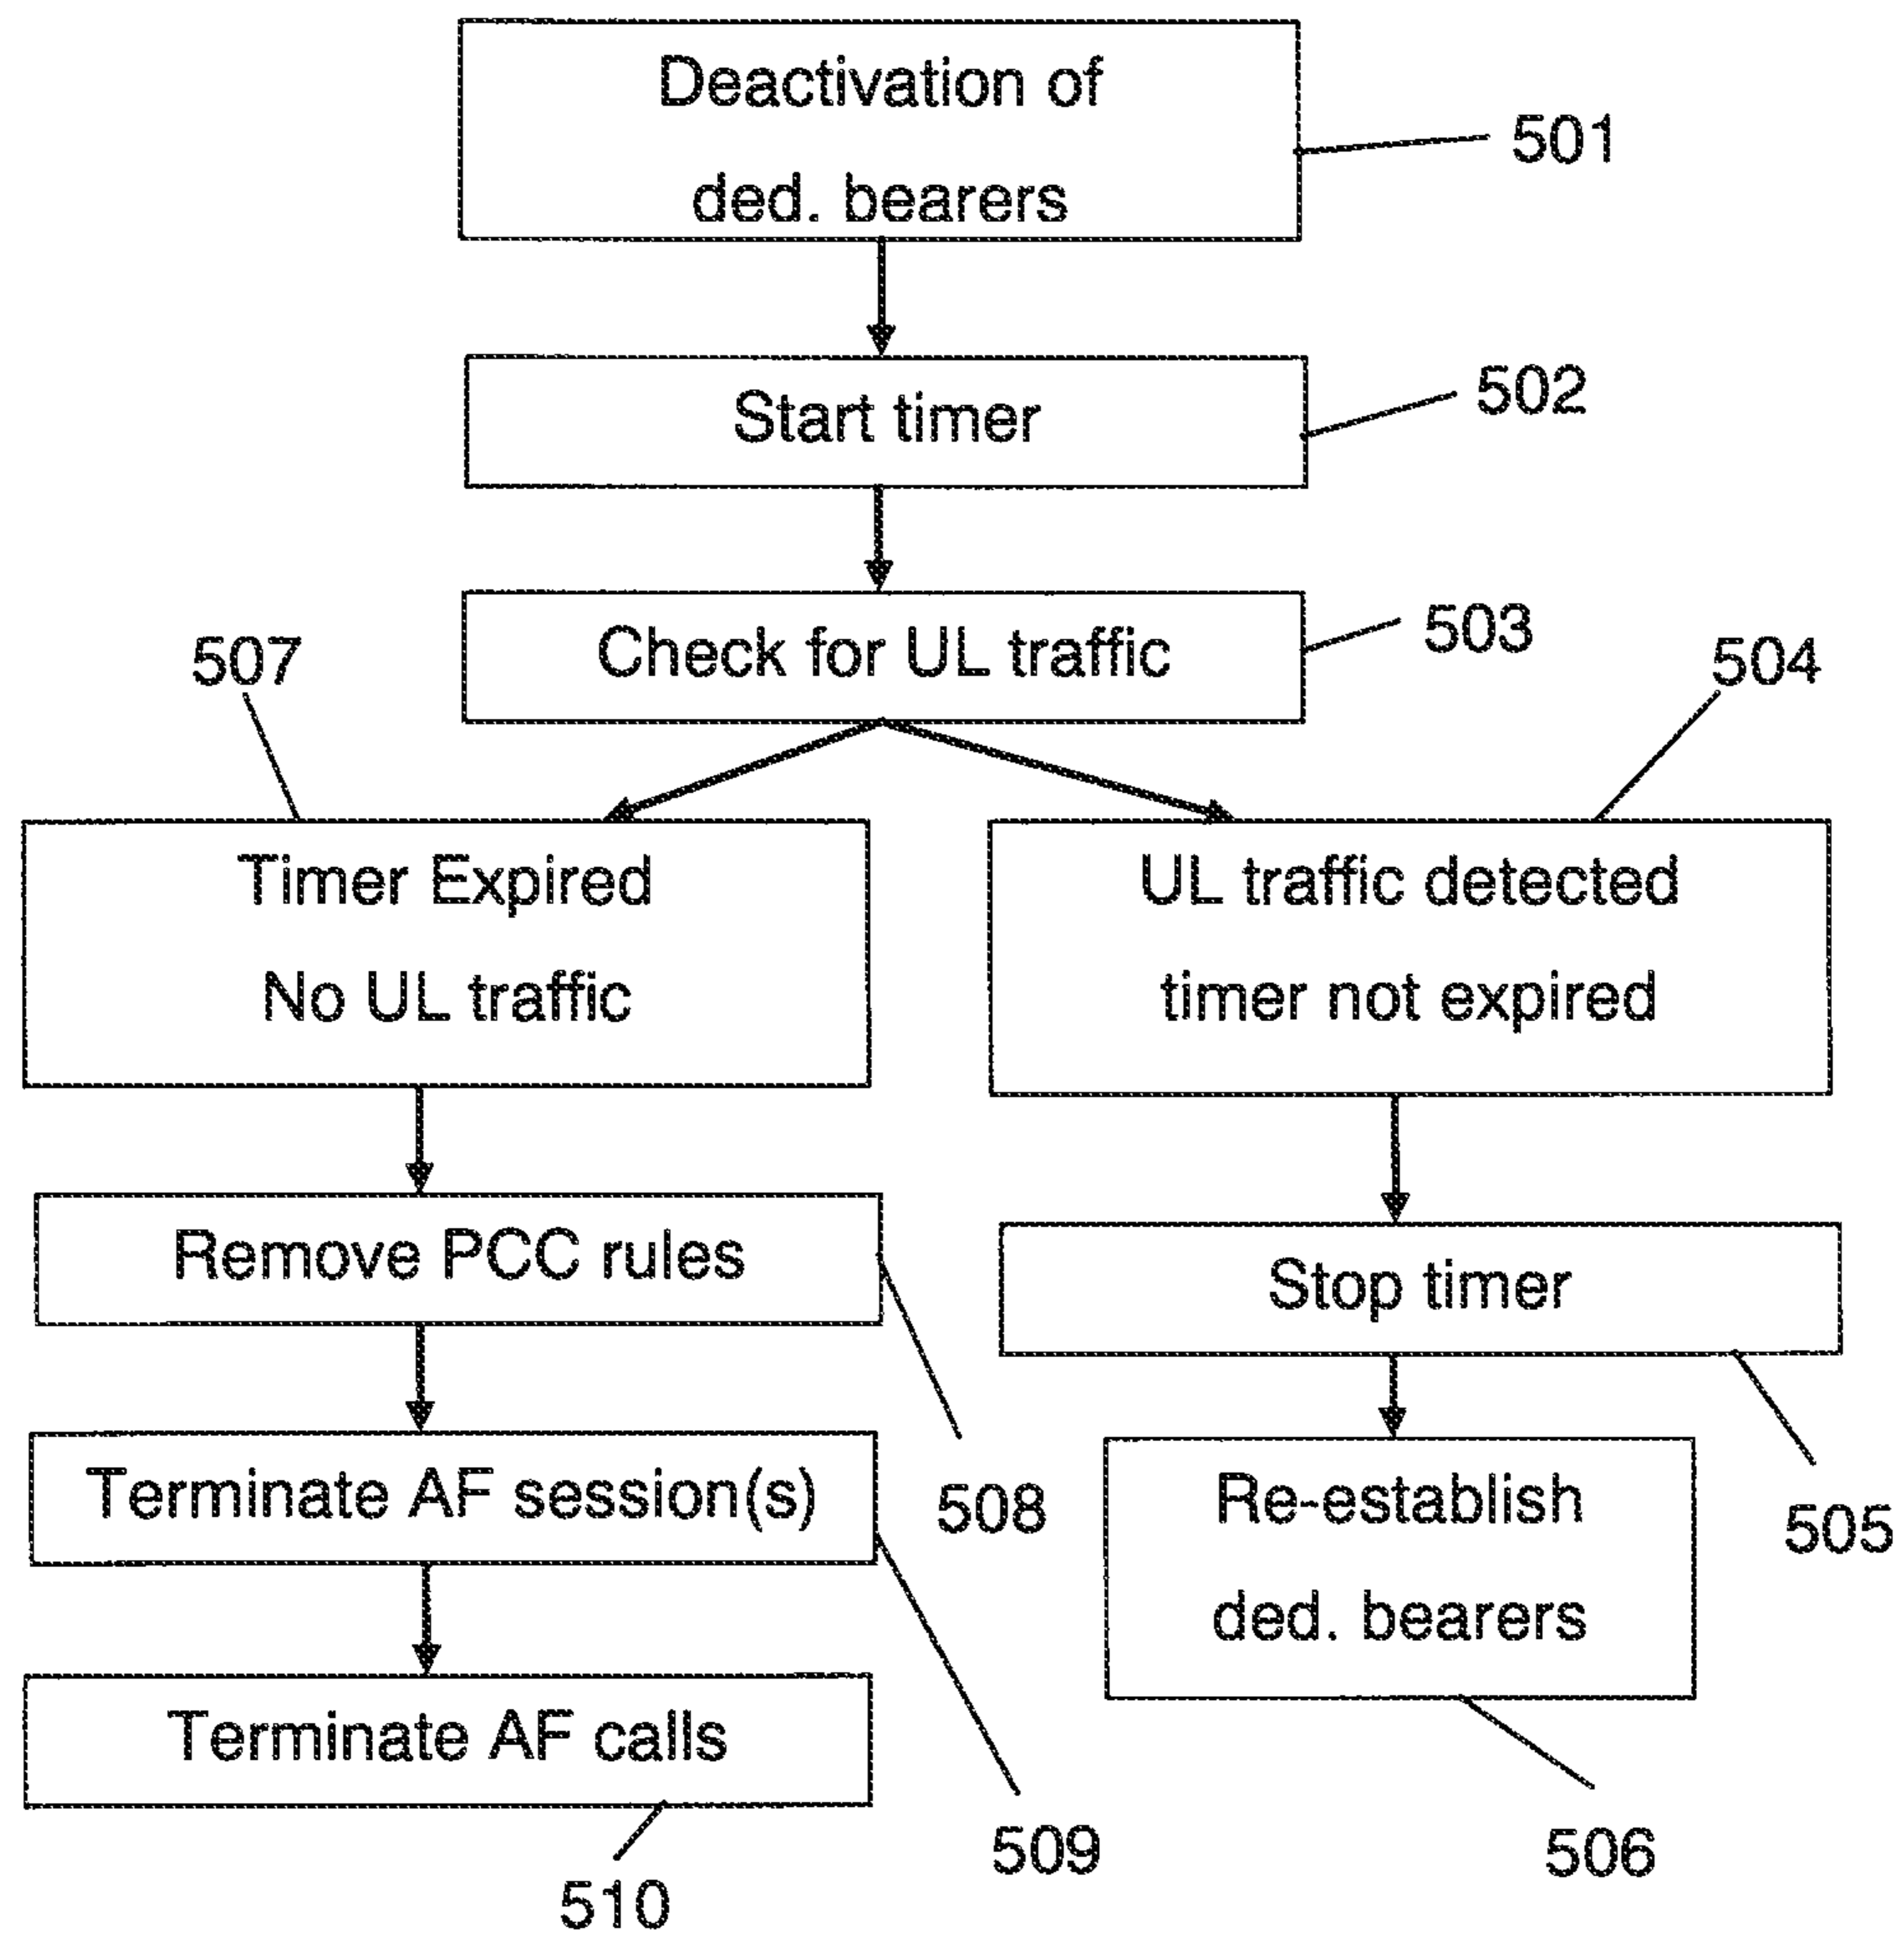 Deactivation of
ded. bearers
501
Start timer
502
Check for UL traffic
503
507
504
Timer Expired
No UL traffic
UL traffic detected
timer not expired
Remove PCC rules
Stop timer
Terminate AF session(s)
508
Re-establish
ded. bearers
505
Terminate AF calls
509
506
510